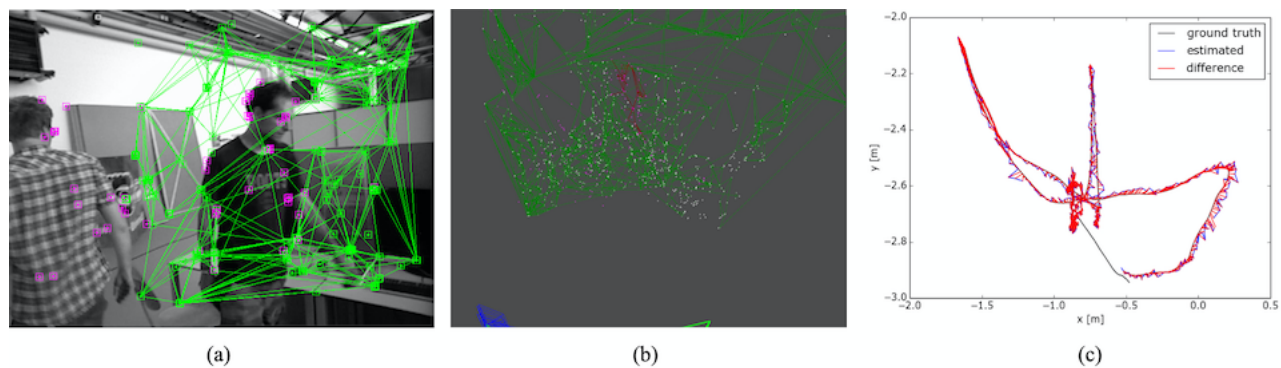 −2.0
−2.2
−2.4
−2.6
−2.8
−3.0
y [m]
ground truth
estimated
difference
−2.0 −1.5 −1.0 −0.5 0.0 0.5
x [m]
(a) (b) (c)